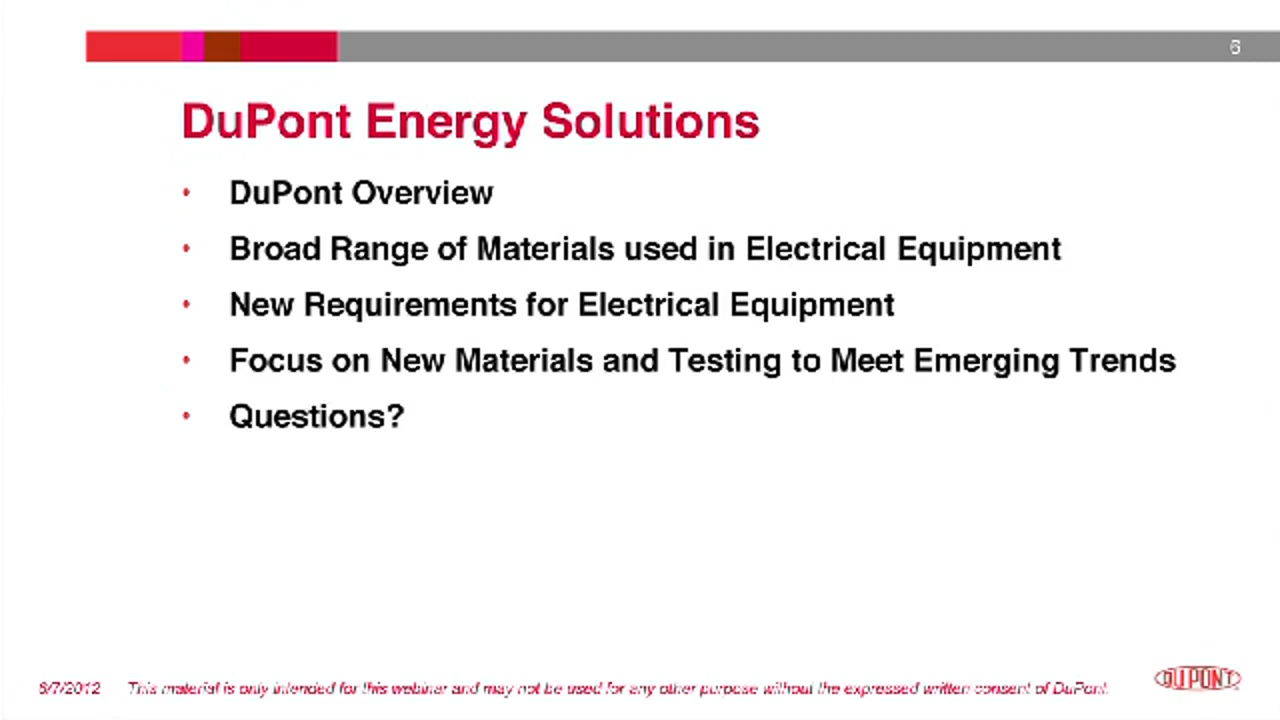 6
DuPont Energy Solutions
• DuPont Overview
• Broad Range of Materials used in Electrical Equipment
• New Requirements for Electrical Equipment
• Focus on New Materials and Testing to Meet Emerging Trends
• Questions?
6/7/2012 This material is only intended for this webinar and may not be used for any other purpose without the expressed written consent of DuPont.
DUPONT